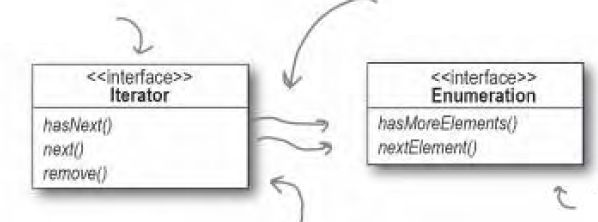 <<interface>>
Iterator
hasNext()
next()
remove()
<<interface>>
Enumeration
hasMoreElements()
nextElement()